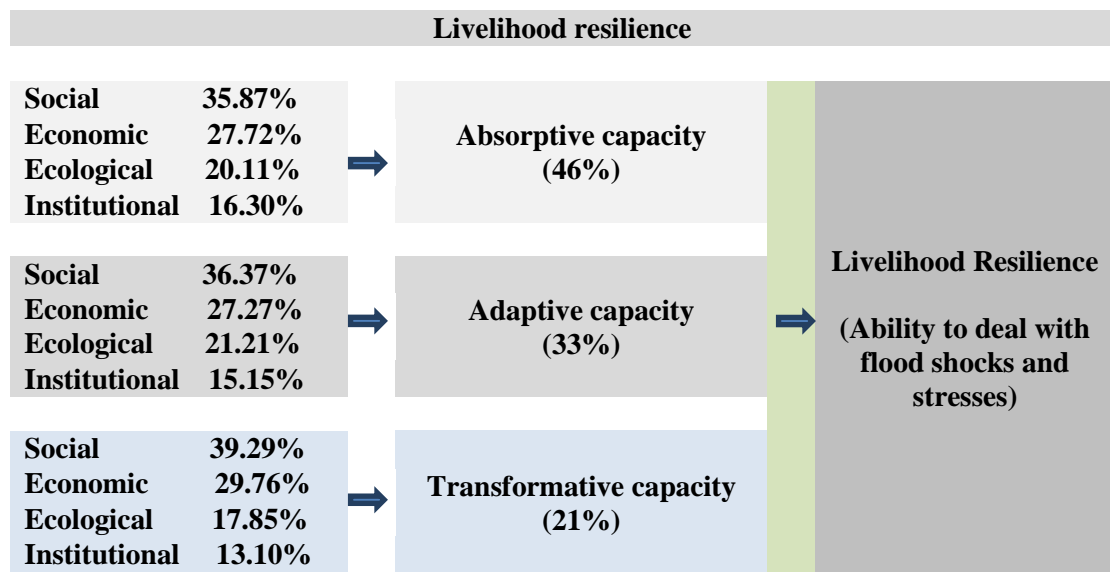 Livelihood resilience
Social 35.87%
Economic 27.72%
Ecological 20.11%
Institutional 16.30%
Absorptive capacity
(46%)
Social 36.37%
Economic 27.27%
Ecological 21.21%
Institutional 15.15%
Adaptive capacity
(33%)
Social 39.29%
Economic 29.76%
Ecological 17.85%
Institutional 13.10%
Transformative capacity
(21%)
Livelihood Resilience
(Ability to deal with
flood shocks and
stresses)